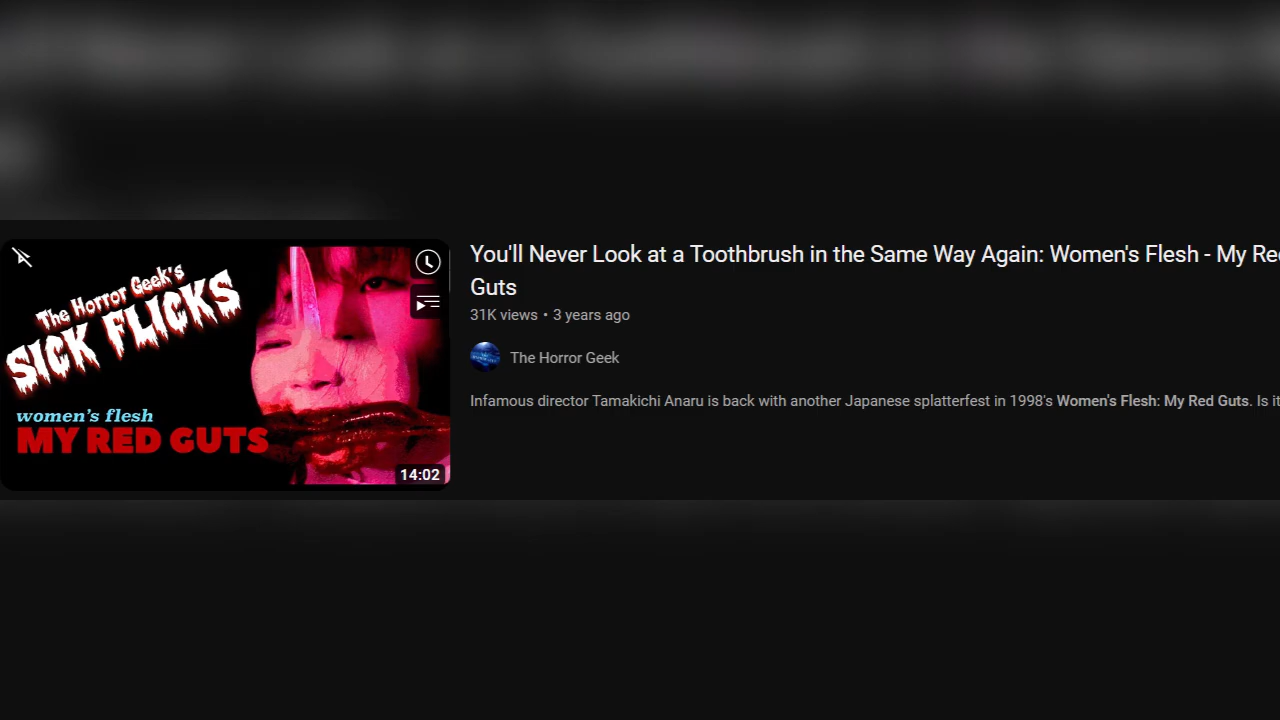 The Horror Geek's
SICK FLICKS
women's flesh
MY RED GUTS
14:02
You'll Never Look at a Toothbrush in the Same Way Again: Women's Flesh - My Re
Guts
31K views • 3 years ago
The Horror Geek
Infamous director Tamakichi Anaru is back with another Japanese splatterfest in 1998's Women's Flesh: My Red Guts. Is it